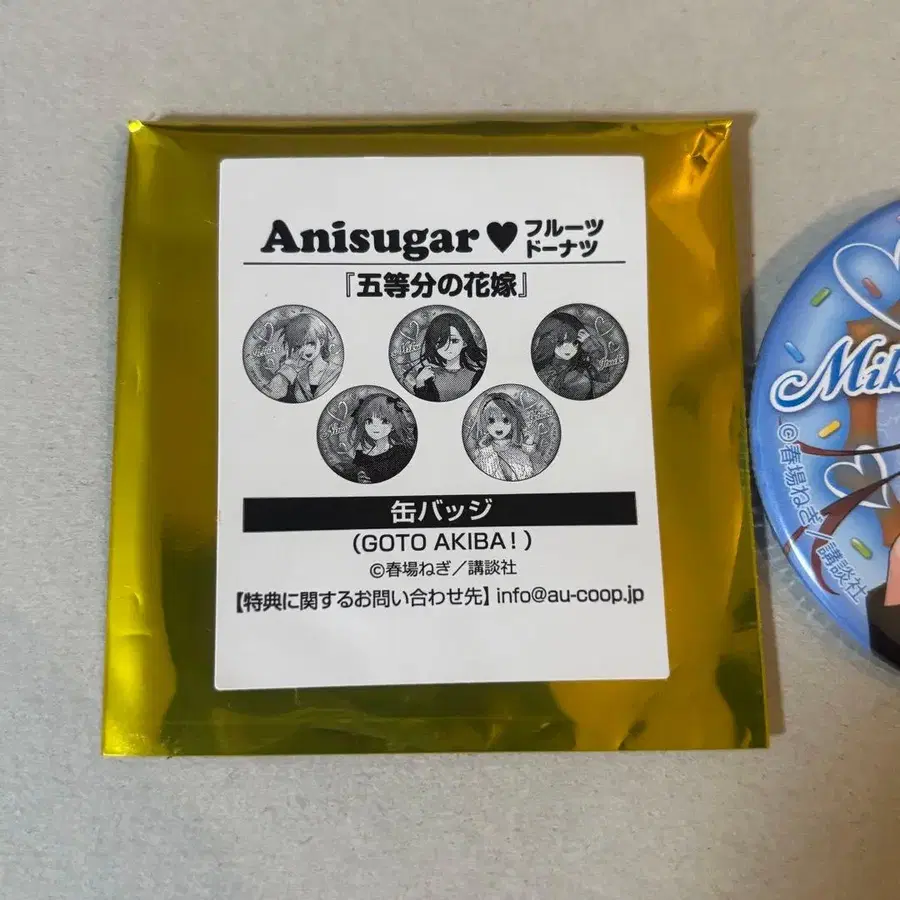 Anisugar♥フルーツ
ドーナツ
『五等分の花嫁』
缶バッジ
(GOTO AKIBA!)
©春場ねぎ／講談社
【特典に関するお問い合わせ先】info@au-coop.jp
Mik
©春場ねぎ／講談社